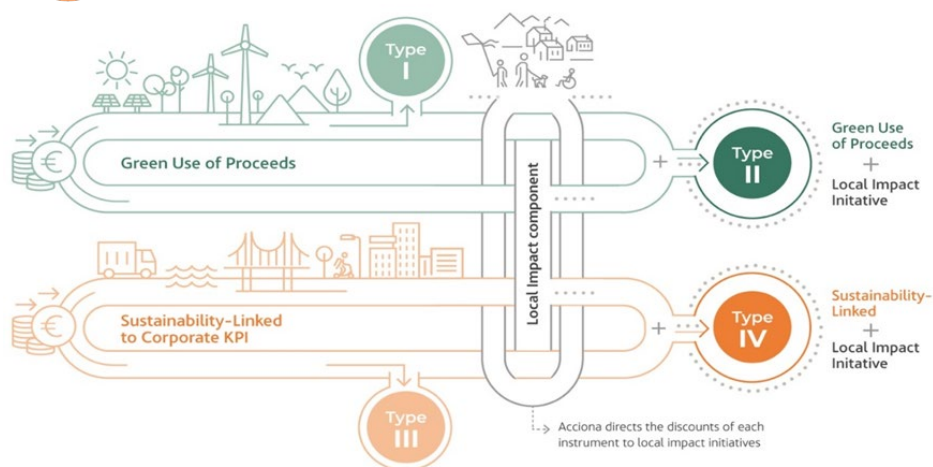 Type
I
€
Green Use of Proceeds
Local Impact component
+
Type
II
Green Use
of Proceeds
+
Local Impact
Initative
€
Sustainability-Linked
to Corporate KPI
+
Type
IV
Sustainability-
Linked
+
Local Impact
Initative
Type
III
Acciona directs the discounts of each
instrument to local impact initiatives